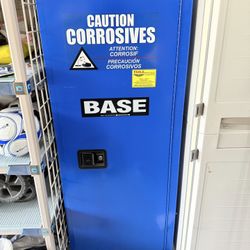 CAUTION
CORROSIVES
ATTENTION:
CORROSIF
PRECAUCIÓN
CORROSIVOS
BASE